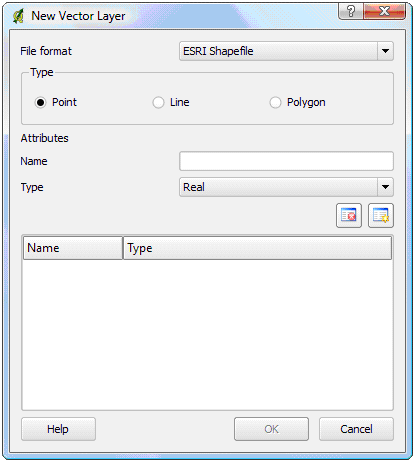 New Vector Layer
File format ESRI Shapefile
Type
Point Line Polygon
Attributes
Name
Type Real
Name Type
Help OK Cancel